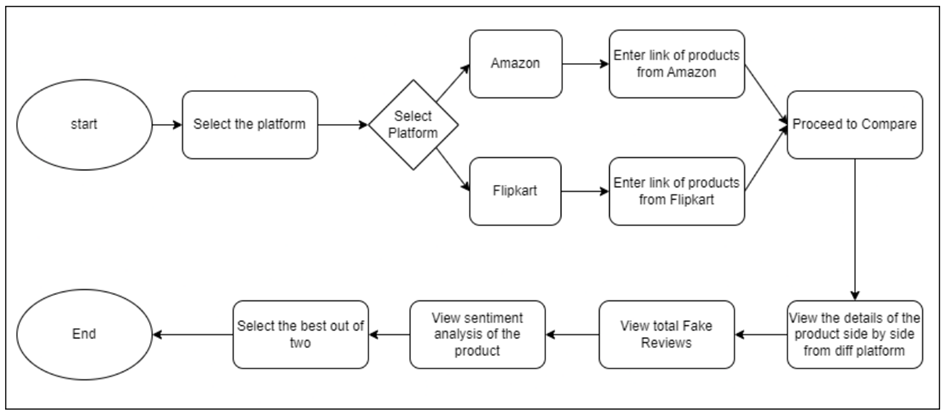 start
Select the platform
Select
Platform
Amazon
Enter link of products
from Amazon
Flipkart
Enter link of products
from Flipkart
Proceed to Compare
View the details of the
product side by side
from diff platform
View total Fake
Reviews
View sentiment
analysis of the
product
Select the best out of
two
End